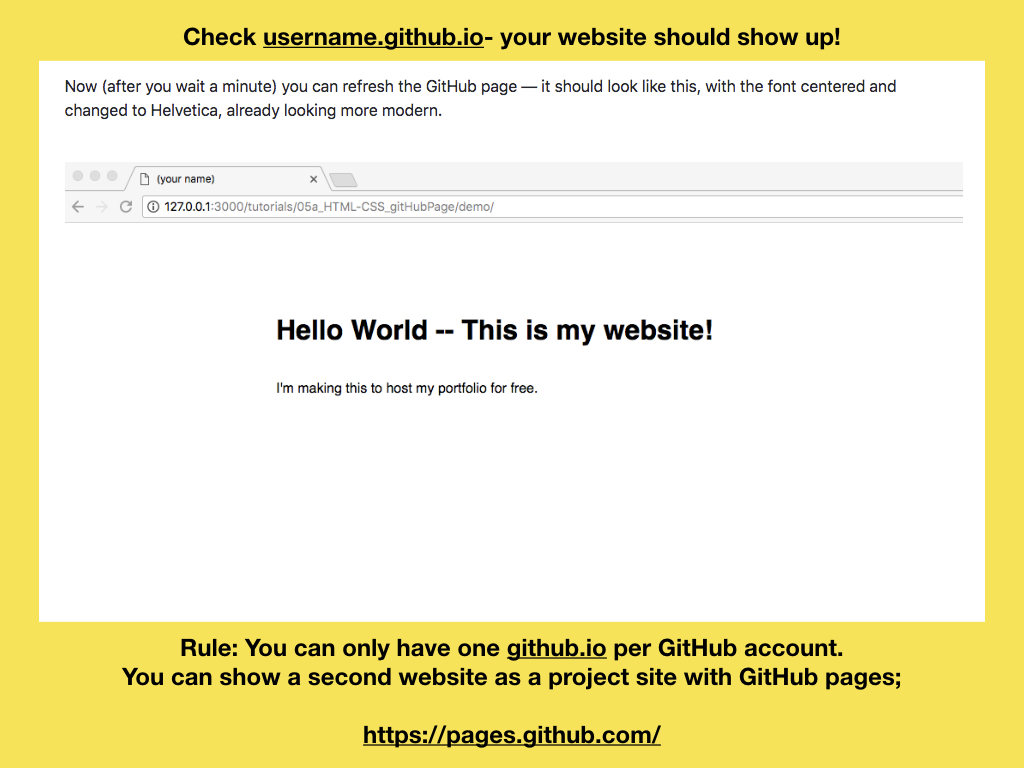 Check username.github.io- your website should show up!
Now (after you wait a minute) you can refresh the GitHub page — it should look like this, with the font centered and
changed to Helvetica, already looking more modern.
(your name)
127.0.0.1:3000/tutorials/05a_HTML-CSS_gitHubPage/demo/
Hello World -- This is my website!
I'm making this to host my portfolio for free.
Rule: You can only have one github.io per GitHub account.
You can show a second website as a project site with GitHub pages;
https://pages.github.com/